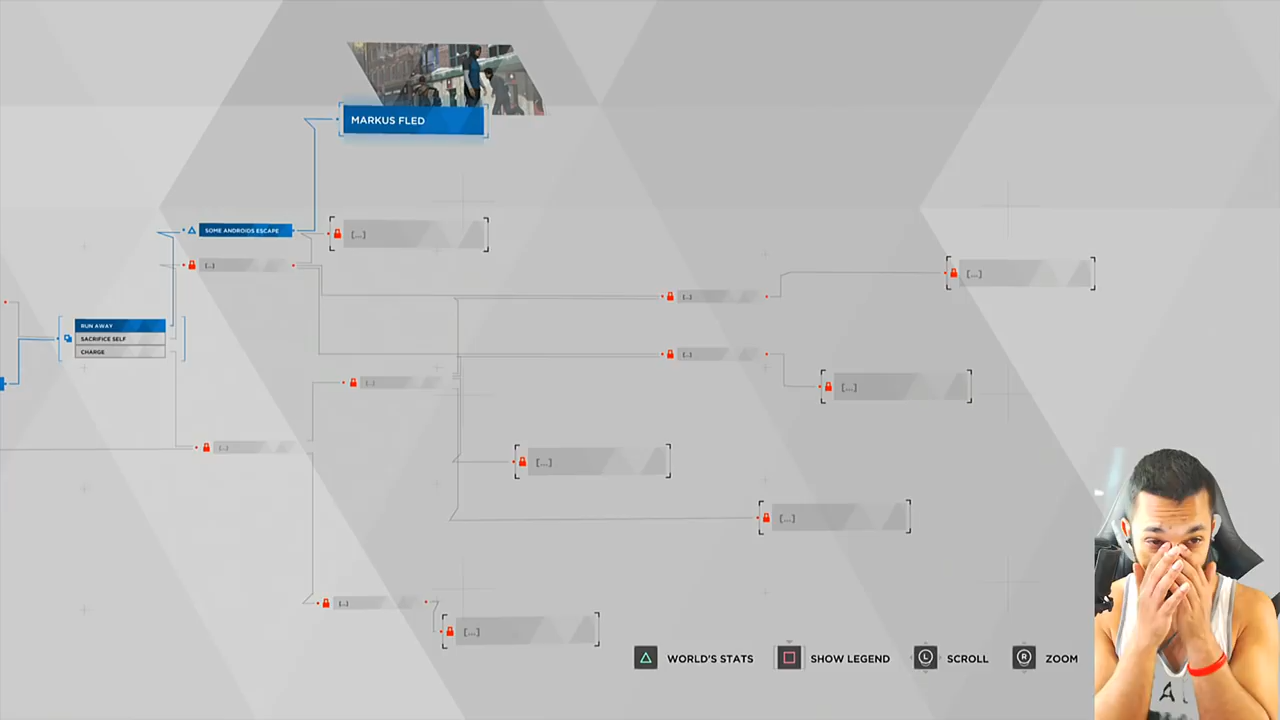 MARKUS FLED
SOME ANDROIDS ESCAPE
[...]
[...]
[...]
[...]
RUN AWAY
SACRIFICE SELF
CHARGE
[...]
[...]
[...]
[...]
[...]
[...]
[...]
[...]
WORLD'S STATS
SHOW LEGEND
L
SCROLL
R
ZOOM
A